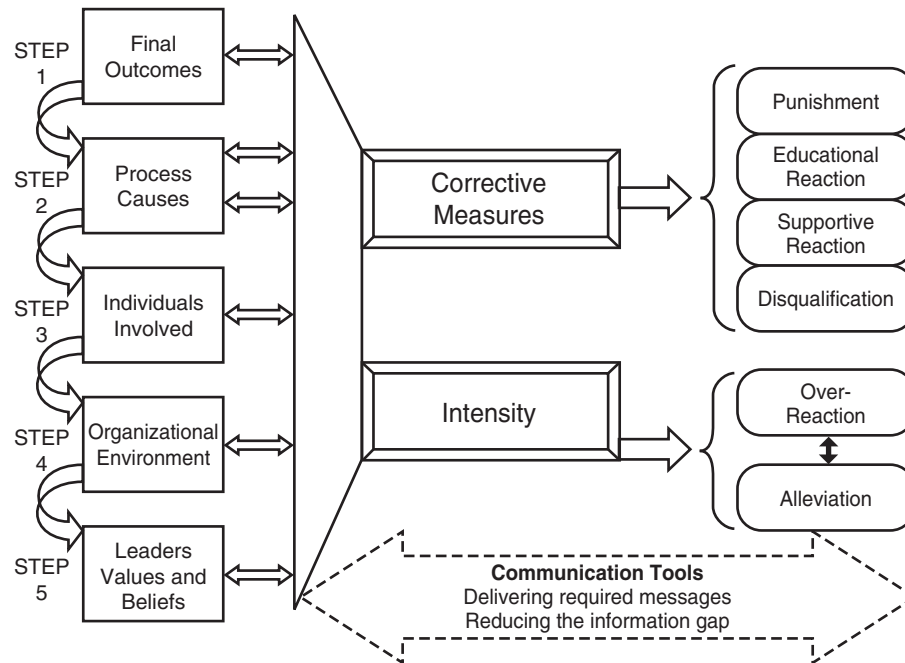 STEP
1
Final
Outcomes
STEP
2
Process
Causes
STEP
3
Individuals
Involved
STEP
4
Organizational
Environment
STEP
5
Leaders
Values and
Beliefs
Corrective
Measures
Punishment
Educational
Reaction
Supportive
Reaction
Disqualification
Intensity
Over-
Reaction
Alleviation
Communication Tools
Delivering required messages
Reducing the information gap